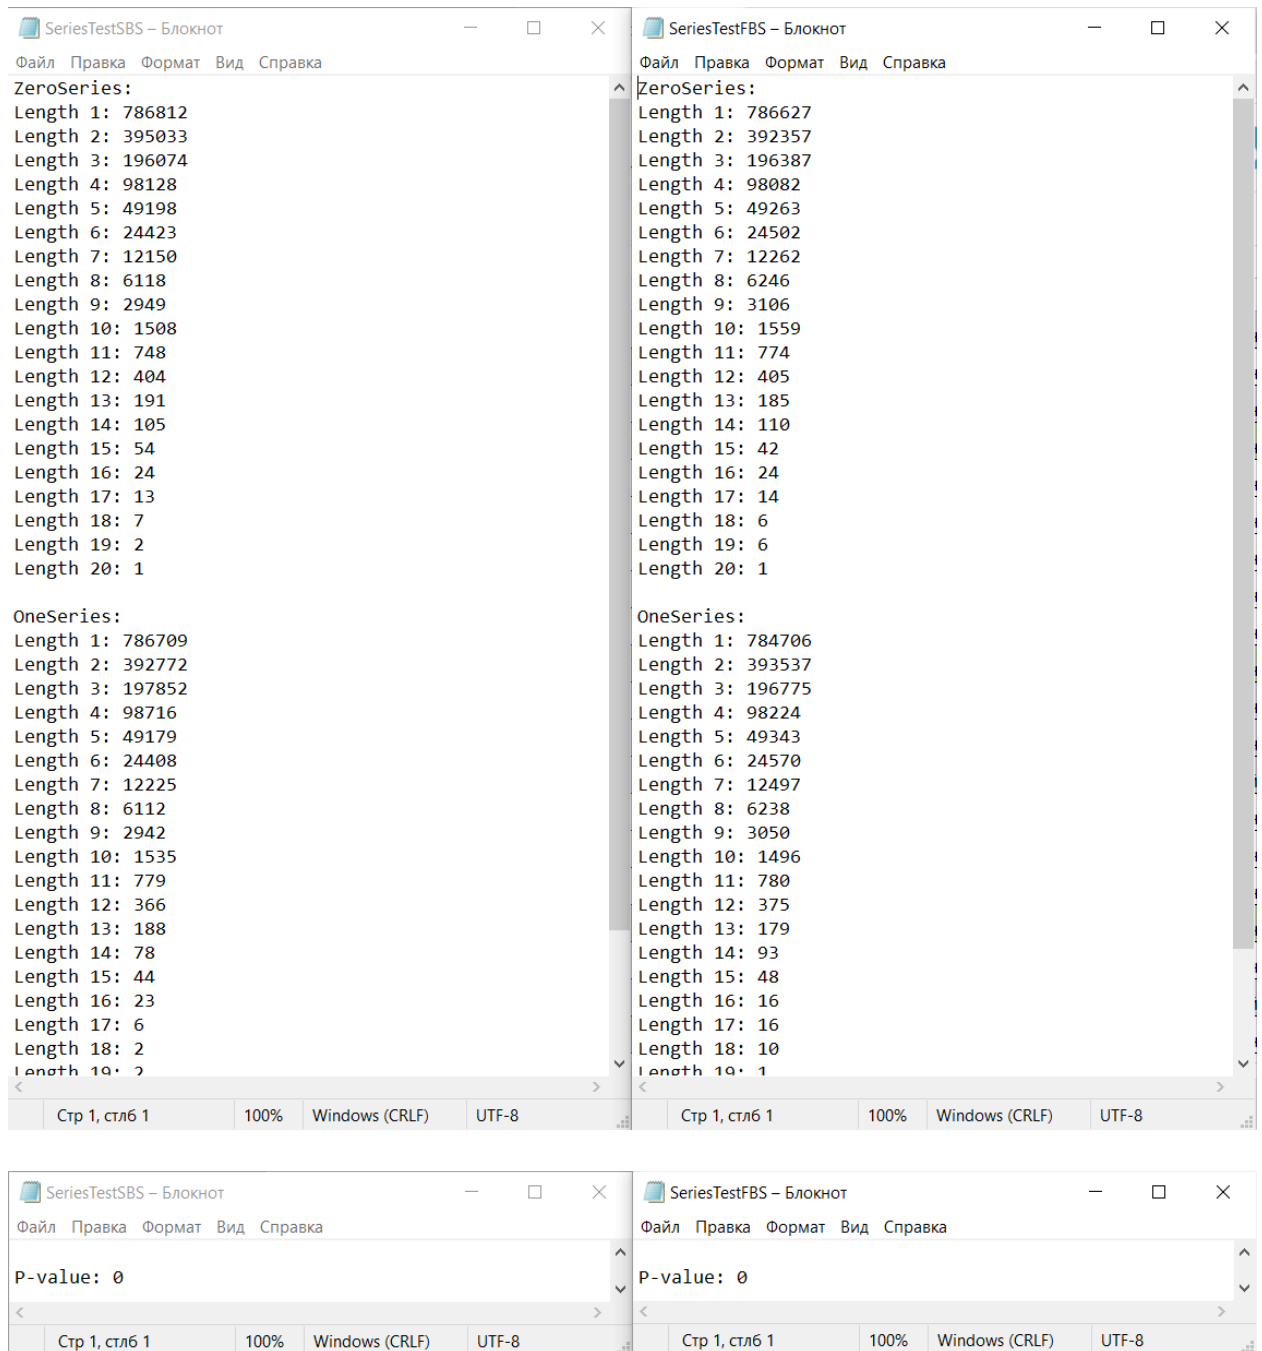 SeriesTestSBS – Блокнот
Файл Правка Формат Вид Справка
ZeroSeries:
Length 1: 786812
Length 2: 395033
Length 3: 196074
Length 4: 98128
Length 5: 49198
Length 6: 24423
Length 7: 12150
Length 8: 6118
Length 9: 2949
Length 10: 1508
Length 11: 748
Length 12: 404
Length 13: 191
Length 14: 105
Length 15: 54
Length 16: 24
Length 17: 13
Length 18: 7
Length 19: 2
Length 20: 1
OneSeries:
Length 1: 786709
Length 2: 392772
Length 3: 197852
Length 4: 98716
Length 5: 49179
Length 6: 24408
Length 7: 12225
Length 8: 6112
Length 9: 2942
Length 10: 1535
Length 11: 779
Length 12: 366
Length 13: 188
Length 14: 78
Length 15: 44
Length 16: 23
Length 17: 6
Length 18: 2
Length 19: 2
Стр 1, стлб 1 100% Windows (CRLF) UTF-8
SeriesTestFBS – Блокнот
Файл Правка Формат Вид Справка
ZeroSeries:
Length 1: 786627
Length 2: 392357
Length 3: 196387
Length 4: 98082
Length 5: 49263
Length 6: 24502
Length 7: 12262
Length 8: 6246
Length 9: 3106
Length 10: 1559
Length 11: 774
Length 12: 405
Length 13: 185
Length 14: 110
Length 15: 42
Length 16: 24
Length 17: 14
Length 18: 6
Length 19: 6
Length 20: 1
OneSeries:
Length 1: 784706
Length 2: 393537
Length 3: 196775
Length 4: 98224
Length 5: 49343
Length 6: 24570
Length 7: 12497
Length 8: 6238
Length 9: 3050
Length 10: 1496
Length 11: 780
Length 12: 375
Length 13: 179
Length 14: 93
Length 15: 48
Length 16: 16
Length 17: 16
Length 18: 10
Length 19: 1
Стр 1, стлб 1 100% Windows (CRLF) UTF-8
SeriesTestSBS – Блокнот
Файл Правка Формат Вид Справка
P-value: 0
Стр 1, стлб 1 100% Windows (CRLF) UTF-8
SeriesTestFBS – Блокнот
Файл Правка Формат Вид Справка
P-value: 0
Стр 1, стлб 1 100% Windows (CRLF) UTF-8